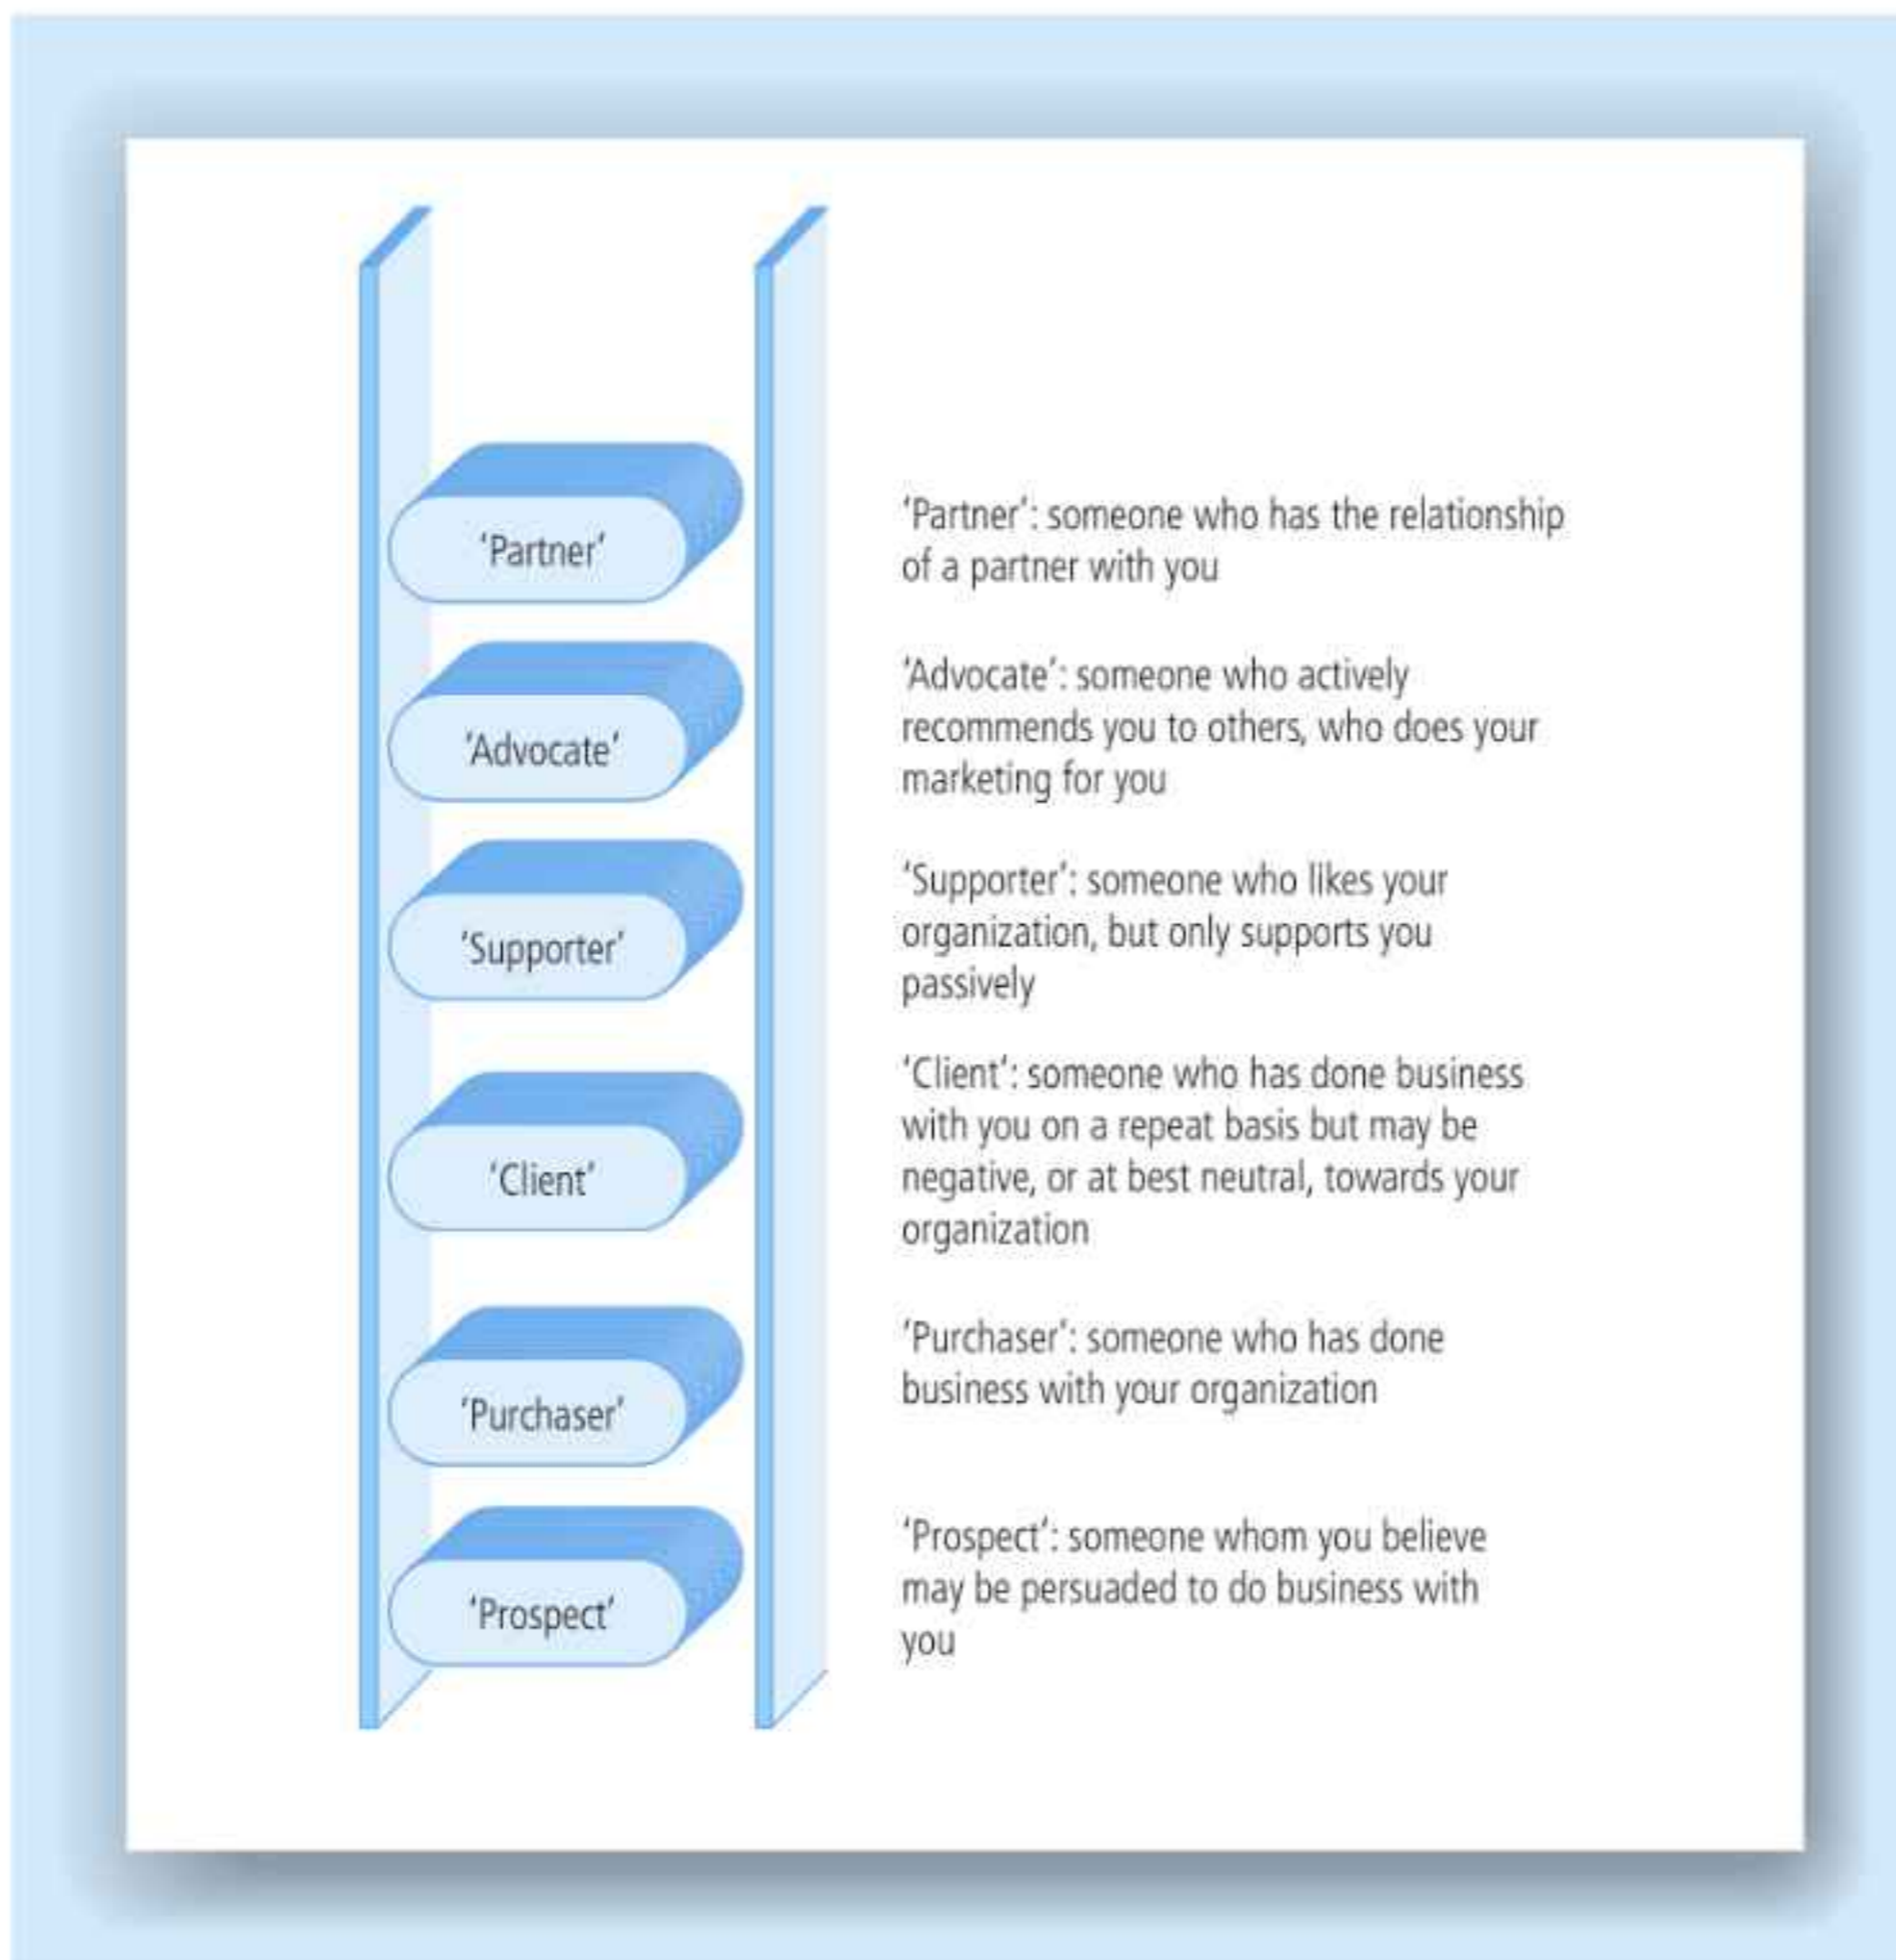 ‘Partner’
‘Partner’: someone who has the relationship
of a partner with you
‘Advocate’
‘Advocate’: someone who actively
recommends you to others, who does your
marketing for you
‘Supporter’
‘Supporter’: someone who likes your
organization, but only supports you
passively
‘Client’
‘Client’: someone who has done business
with you on a repeat basis but may be
negative, or at best neutral, towards your
organization
‘Purchaser’
‘Purchaser’: someone who has done
business with your organization
‘Prospect’
‘Prospect’: someone whom you believe
may be persuaded to do business with
you